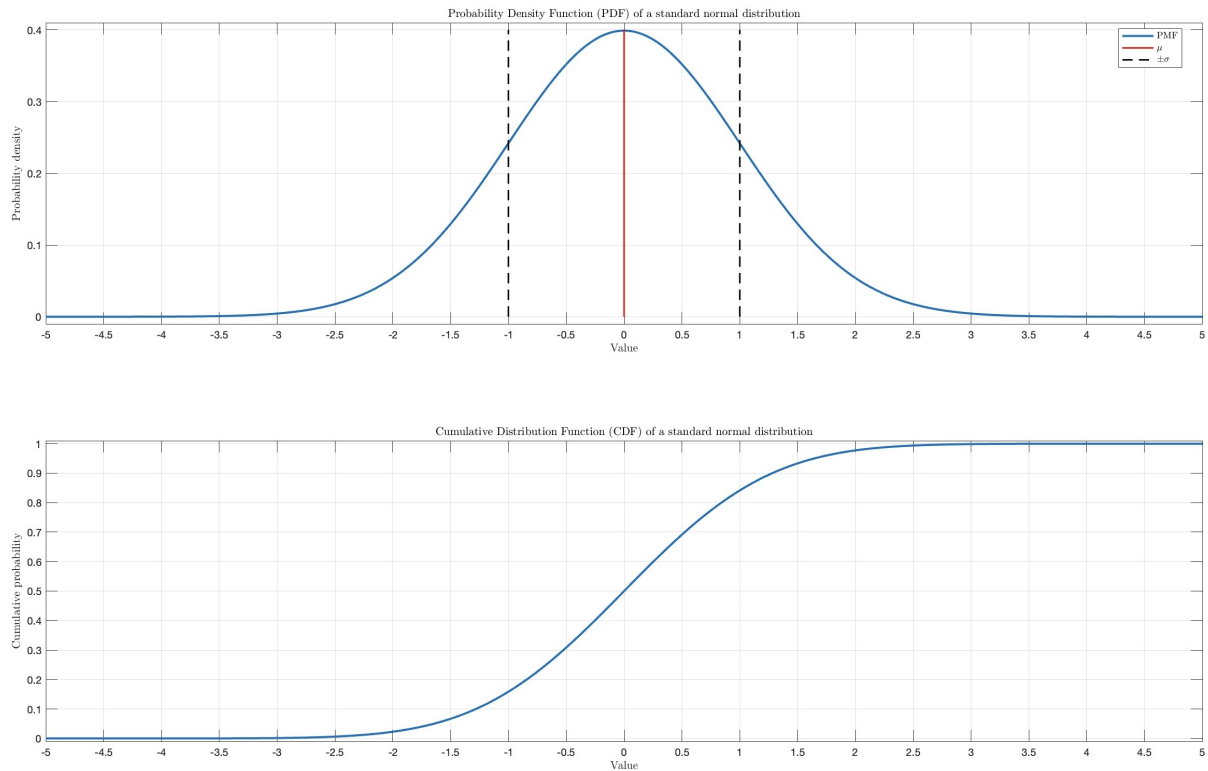 Probability Density Function (PDF) of a standard normal distribution
PMF
μ
±σ
0.4
0.3
0.2
0.1
0
Probability density
-5 -4.5 -4 -3.5 -3 -2.5 -2 -1.5 -1 -0.5 0 0.5 1 1.5 2 2.5 3 3.5 4 4.5 5
Value
Cumulative Distribution Function (CDF) of a standard normal distribution
1
0.9
0.8
0.7
0.6
0.5
0.4
0.3
0.2
0.1
0
Cumulative probability
-5 -4.5 -4 -3.5 -3 -2.5 -2 -1.5 -1 -0.5 0 0.5 1 1.5 2 2.5 3 3.5 4 4.5 5
Value